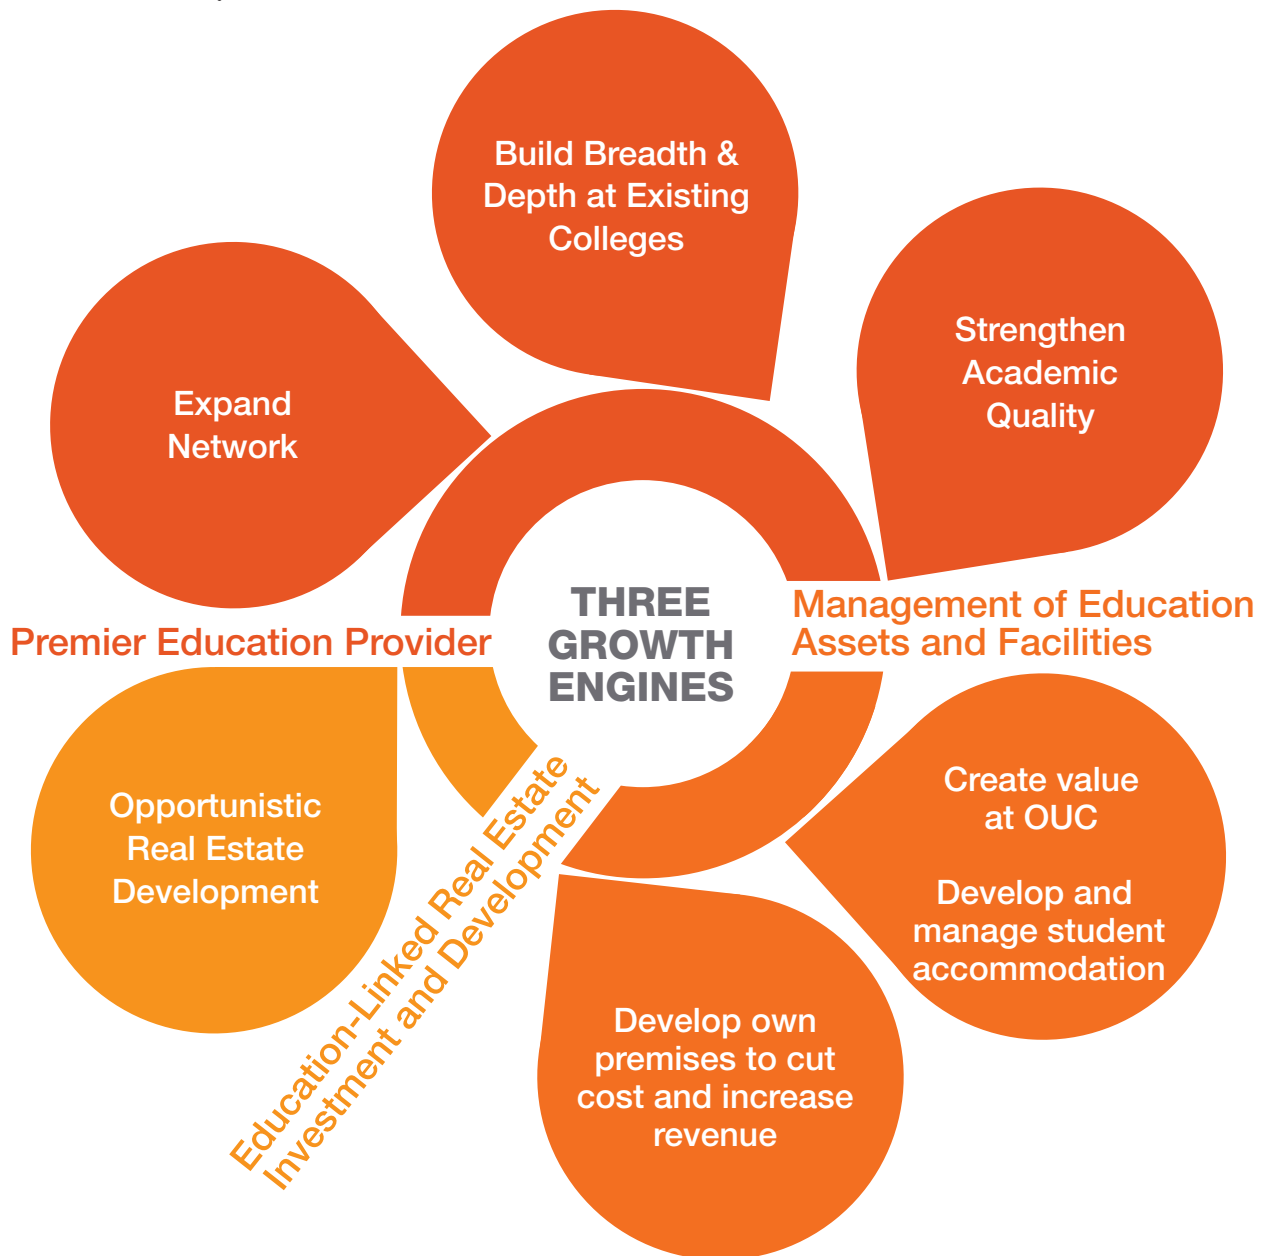 Build Breadth &
Depth at Existing
Colleges
Strengthen
Academic
Quality
Expand
Network
THREE
GROWTH
ENGINES
Premier Education Provider
Management of Education
Assets and Facilities
Opportunistic
Real Estate
Development
Education-Linked Real Estate
Investment and Development
Create value
at OUC
Develop and
manage student
accommodation
Develop own
premises to cut
cost and increase
revenue